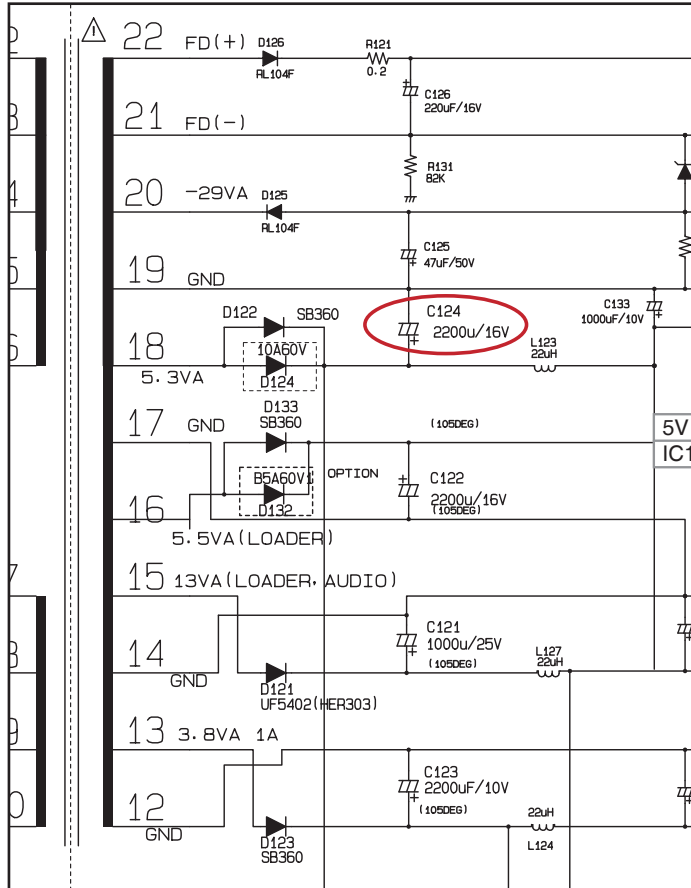 22 FD(+) D126 R121
RL104F 0.2
C126
220uF/16V
21 FD(-)
R131
82K
20 -29VA D125
RL104F
C125
47uF/50V
19 GND
D122 SB360 C124 C133
2200u/16V 1000uF/10V
10A60V L123
22uH
18 D124
5.3VA
D133
17 GND SB360 (105DEG) 5V
IC1
B5A60V1 OPTION C122
2200u/16V
16 D132 (105DEG)
5.5VA(LOADER)
15 13VA(LOADER,AUDIO)
C121
1000u/25V
14 (105DEG) L127
22uH
GND D121
UF5402(HER303)
13 3.8VA 1A
C123
2200uF/10V
12 (105DEG) 22uH
GND D123 L124
SB360